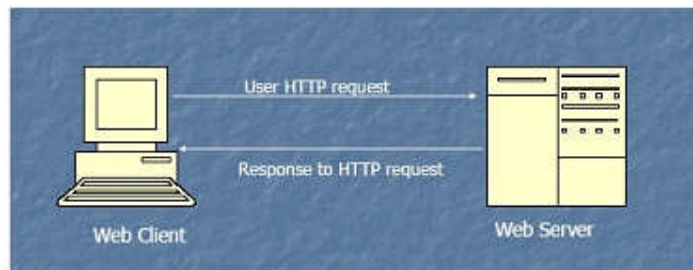 User HTTP request
Response to HTTP request
Web Client
Web Server